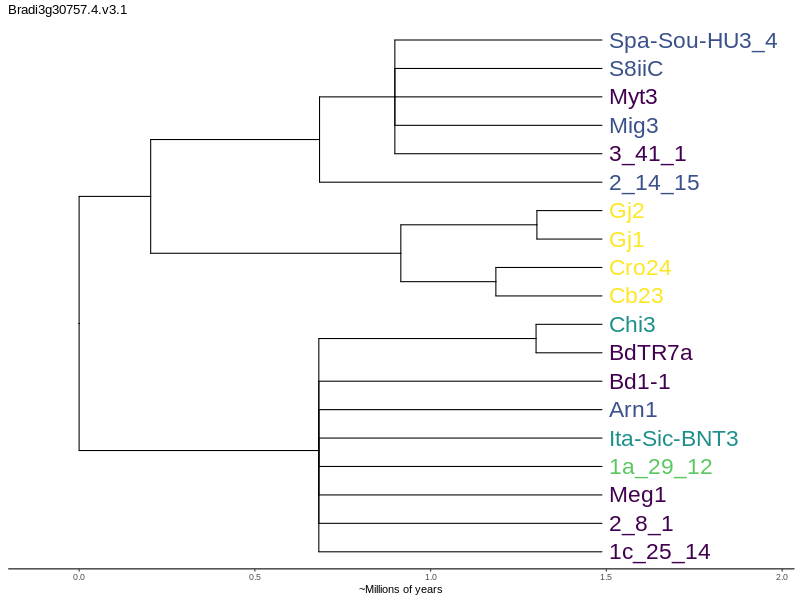 Bradi3g30757.4.v3.1
Spa-Sou-HU3_4
S8iiC
Myt3
Mig3
3_41_1
2_14_15
Gj2
Gj1
Cro24
Cb23
Chi3
BdTR7a
Bd1-1
Arn1
Ita-Sic-BNT3
1a_29_12
Meg1
2_8_1
1c_25_14
0.0 0.5 1.0 1.5 2.0
~Millions of years